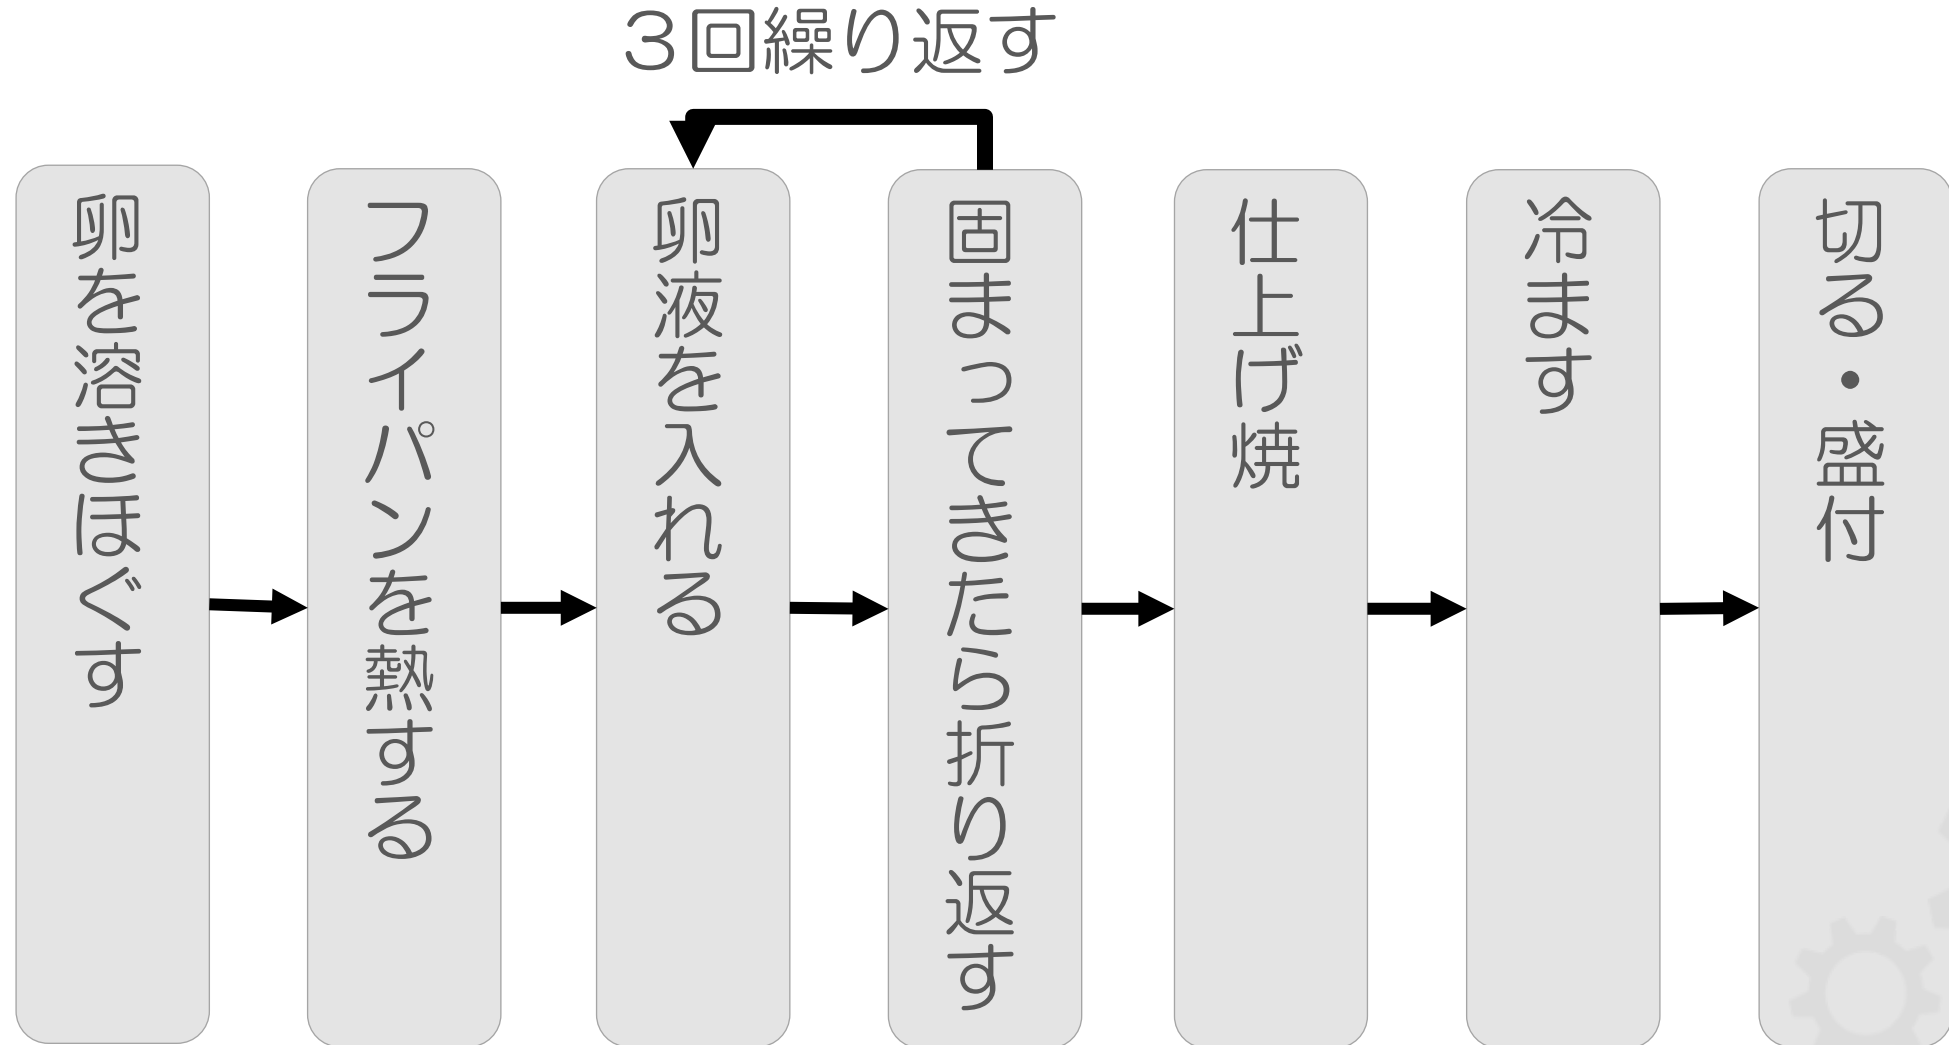 ３回繰り返す
卵を溶きほぐす
フライパンを熱する
卵液を入れる
固まってきたら折り返す
仕上げ焼
冷ます
切る・盛付